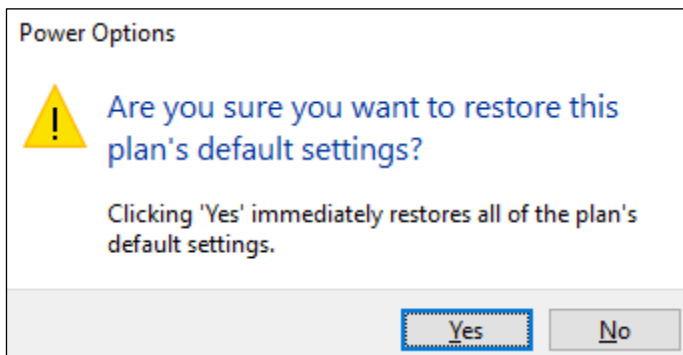 Power Options
Are you sure you want to restore this
plan's default settings?
Clicking 'Yes' immediately restores all of the plan's
default settings.
Yes
No